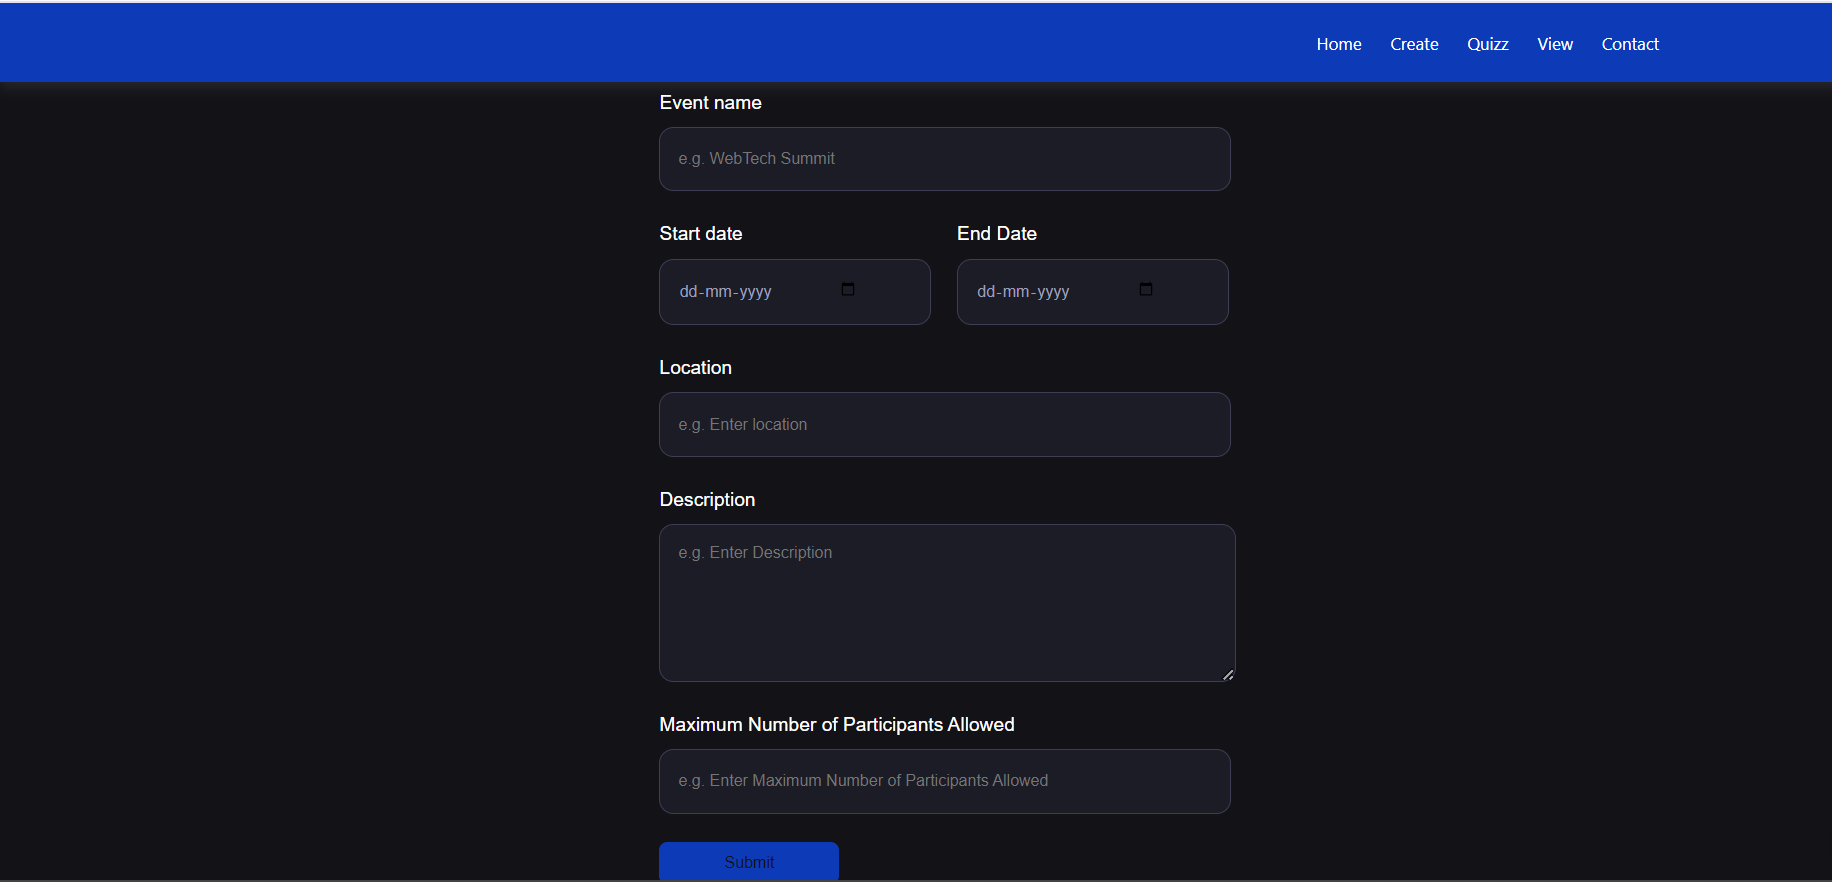 Home Create Quizz View Contact
Event name
e.g. WebTech Summit
Start date End Date
dd-mm-yyyy dd-mm-yyyy
Location
e.g. Enter location
Description
e.g. Enter Description
Maximum Number of Participants Allowed
e.g. Enter Maximum Number of Participants Allowed
Submit